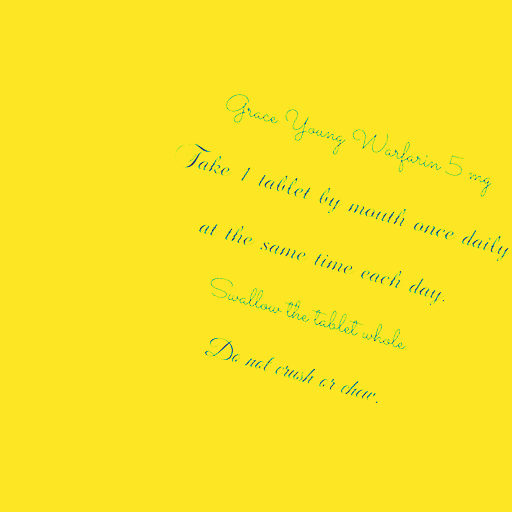 Grace Young Warfarin 5 mg
Take 1 tablet by mouth once daily
at the same time each day.
Swallow the tablet whole
Do not crush or chew.